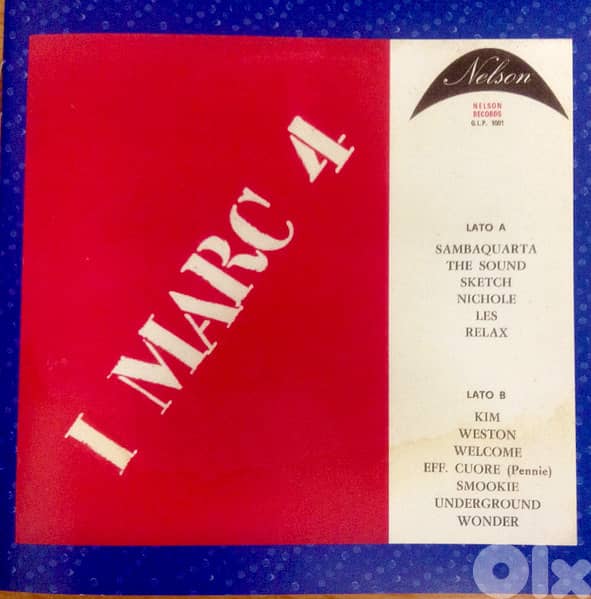 I MARC 4
Nelson
NELSON
RECORDS
G.L.P. 1001
LATO A
SAMBAQUARTA
THE SOUND
SKETCH
NICHOLE
LES
RELAX
LATO B
KIM
WESTON
WELCOME
EFF. CUORE (Pennie)
SMOOKIE
UNDERGROUND
WONDER
Olx